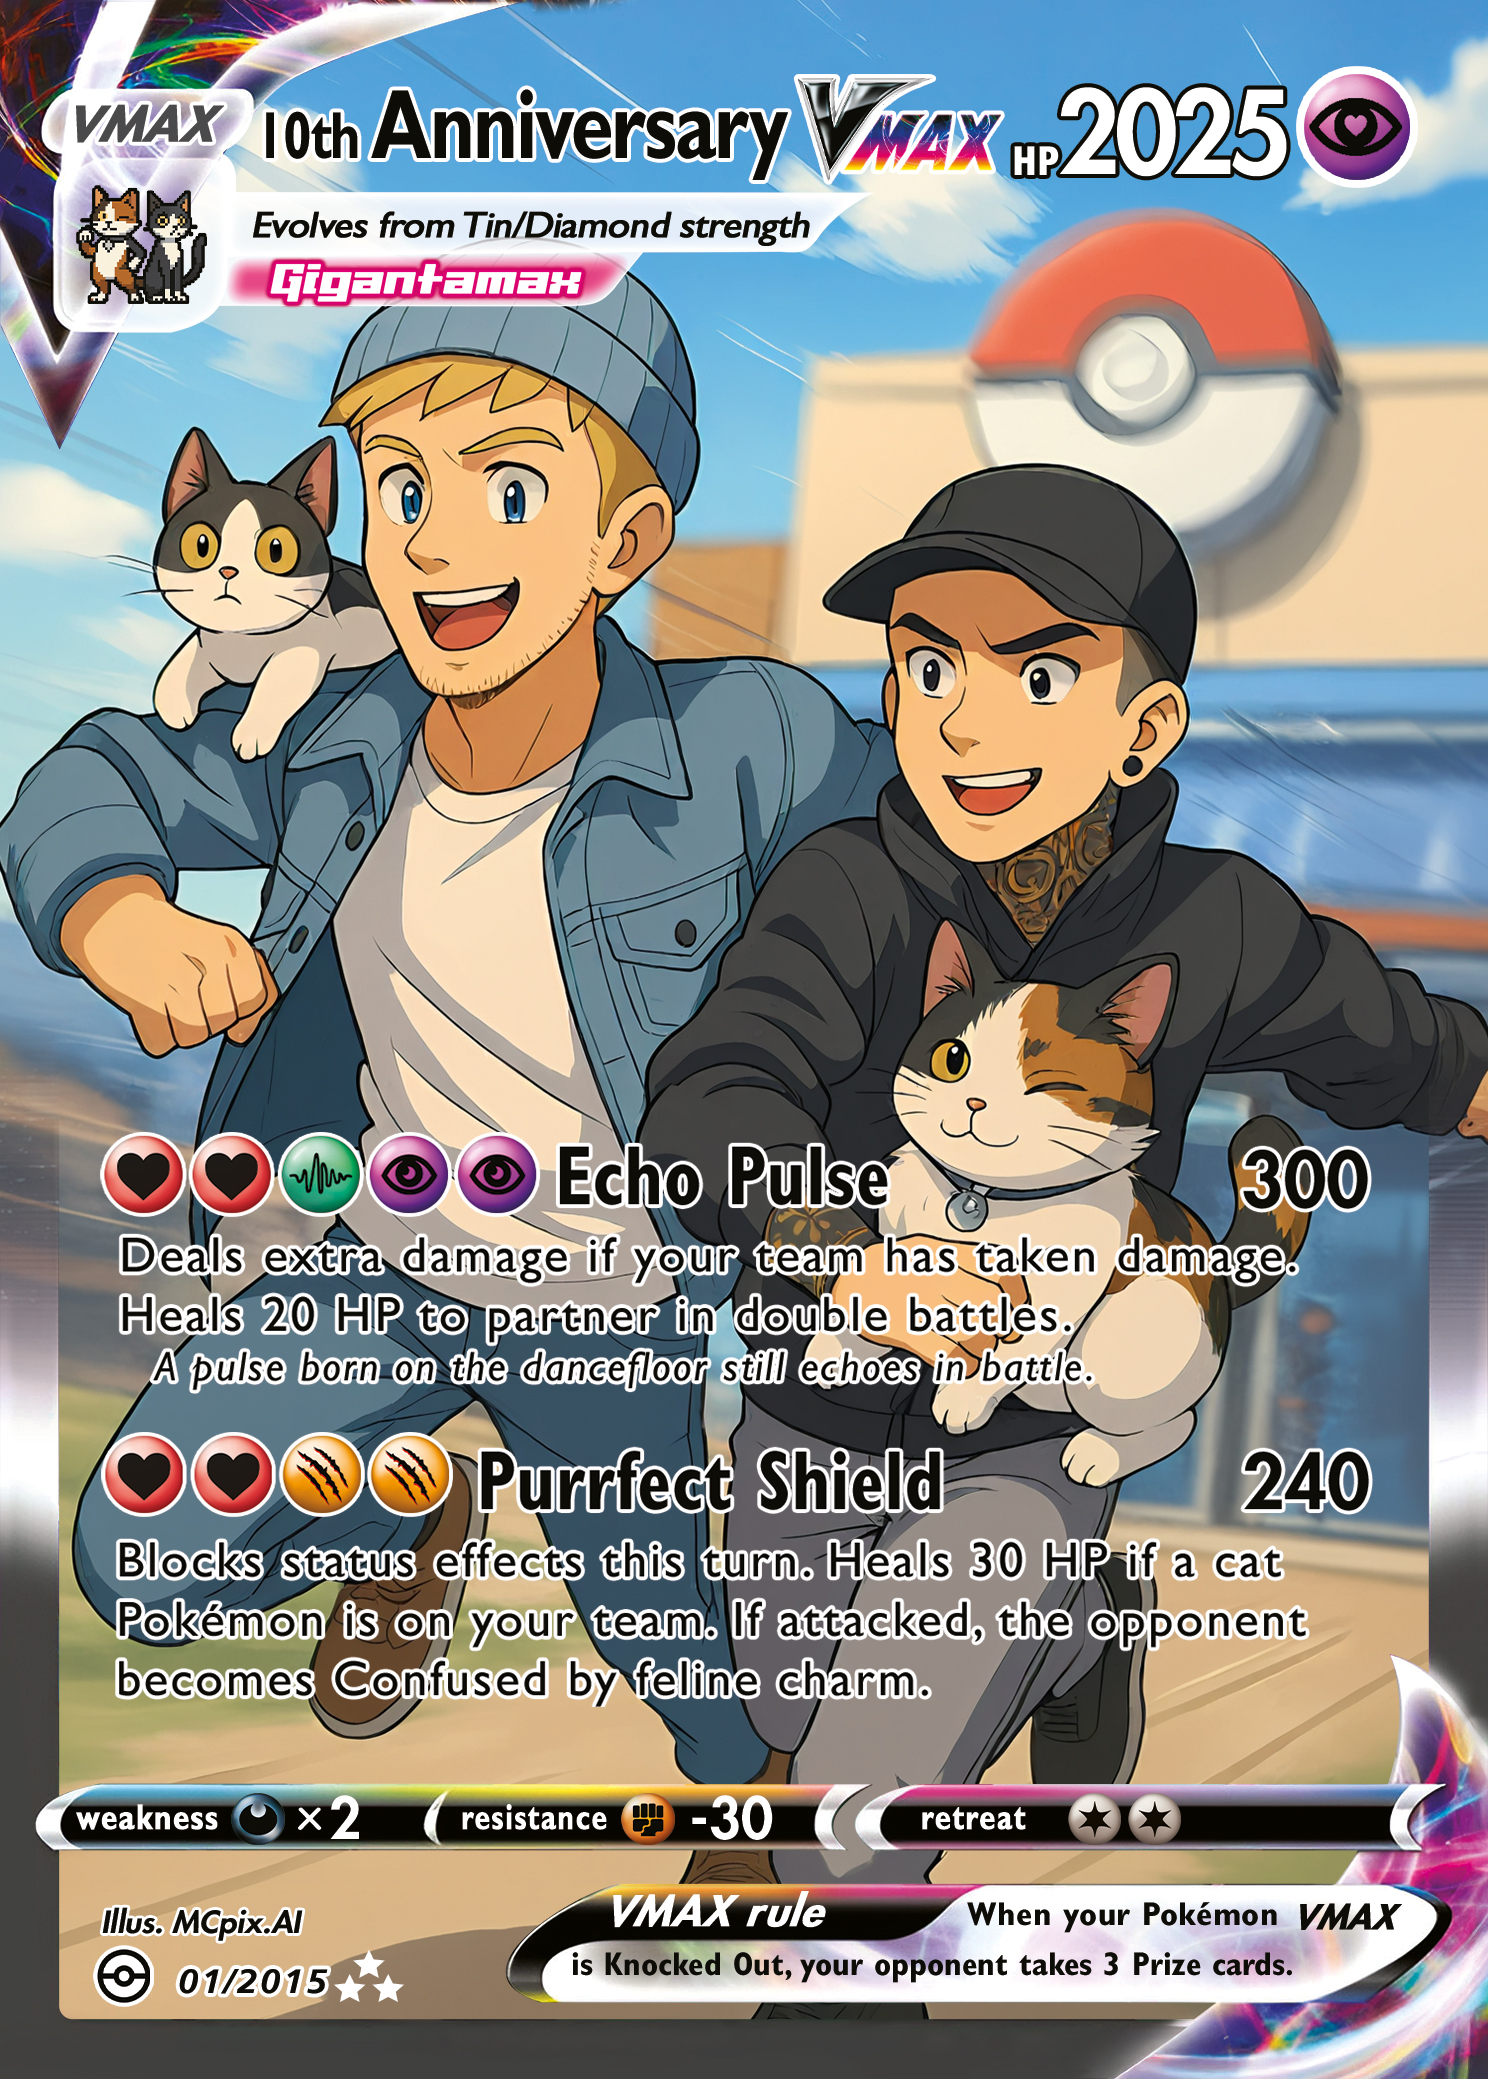 VMAX
10th Anniversary VMAX HP 2025
Evolves from Tin/Diamond strength
Gigantamax
Echo Pulse 300
Deals extra damage if your team has taken damage.
Heals 20 HP to partner in double battles.
A pulse born on the dancefloor still echoes in battle.
Purrfect Shield 240
Blocks status effects this turn. Heals 30 HP if a cat
Pokémon is on your team. If attacked, the opponent
becomes Confused by feline charm.
weakness ×2 resistance -30 retreat
Illus. MCpix.AI
01/2015
VMAX rule When your Pokémon VMAX
is Knocked Out, your opponent takes 3 Prize cards.